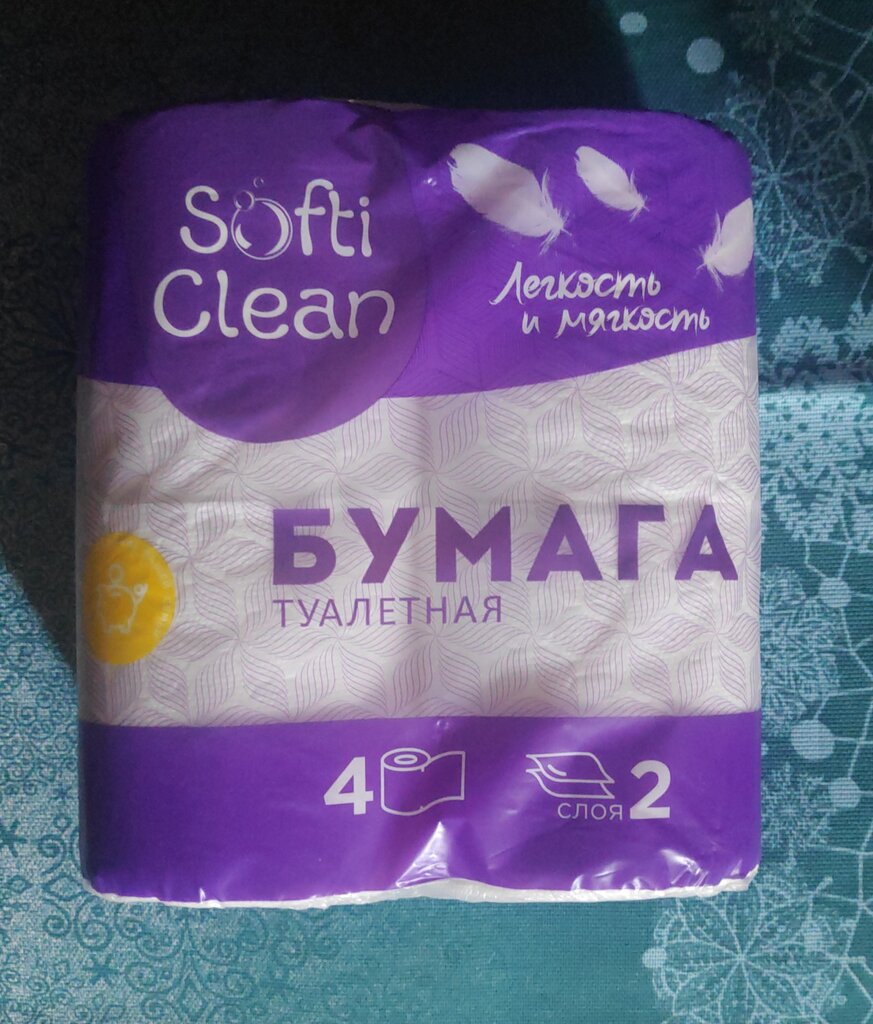 Softi
Clean
Легкость
и мягкость
БУМАГА
ТУАЛЕТНАЯ
4
СЛОЯ 2